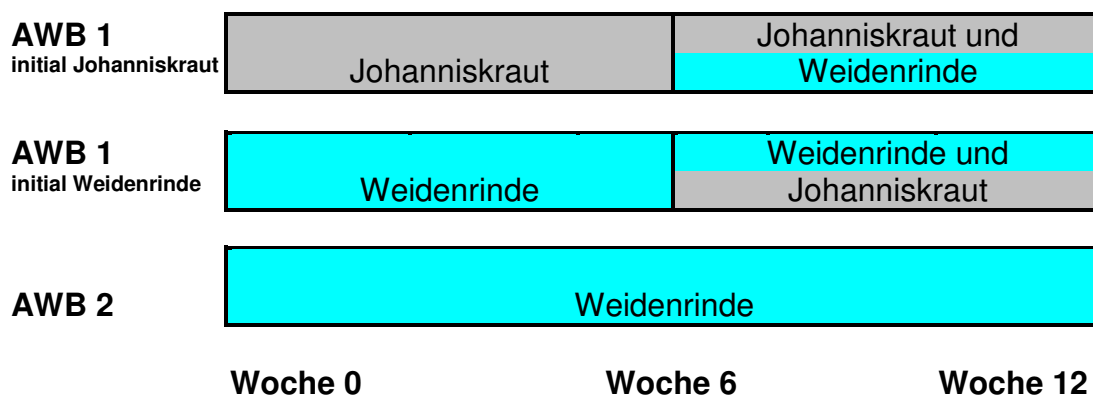 AWB 1
initial Johanniskraut
Johanniskraut
Johanniskraut und
Weidenrinde
AWB 1
initial Weidenrinde
Weidenrinde
Weidenrinde und
Johanniskraut
AWB 2
Weidenrinde
Woche 0 Woche 6 Woche 12